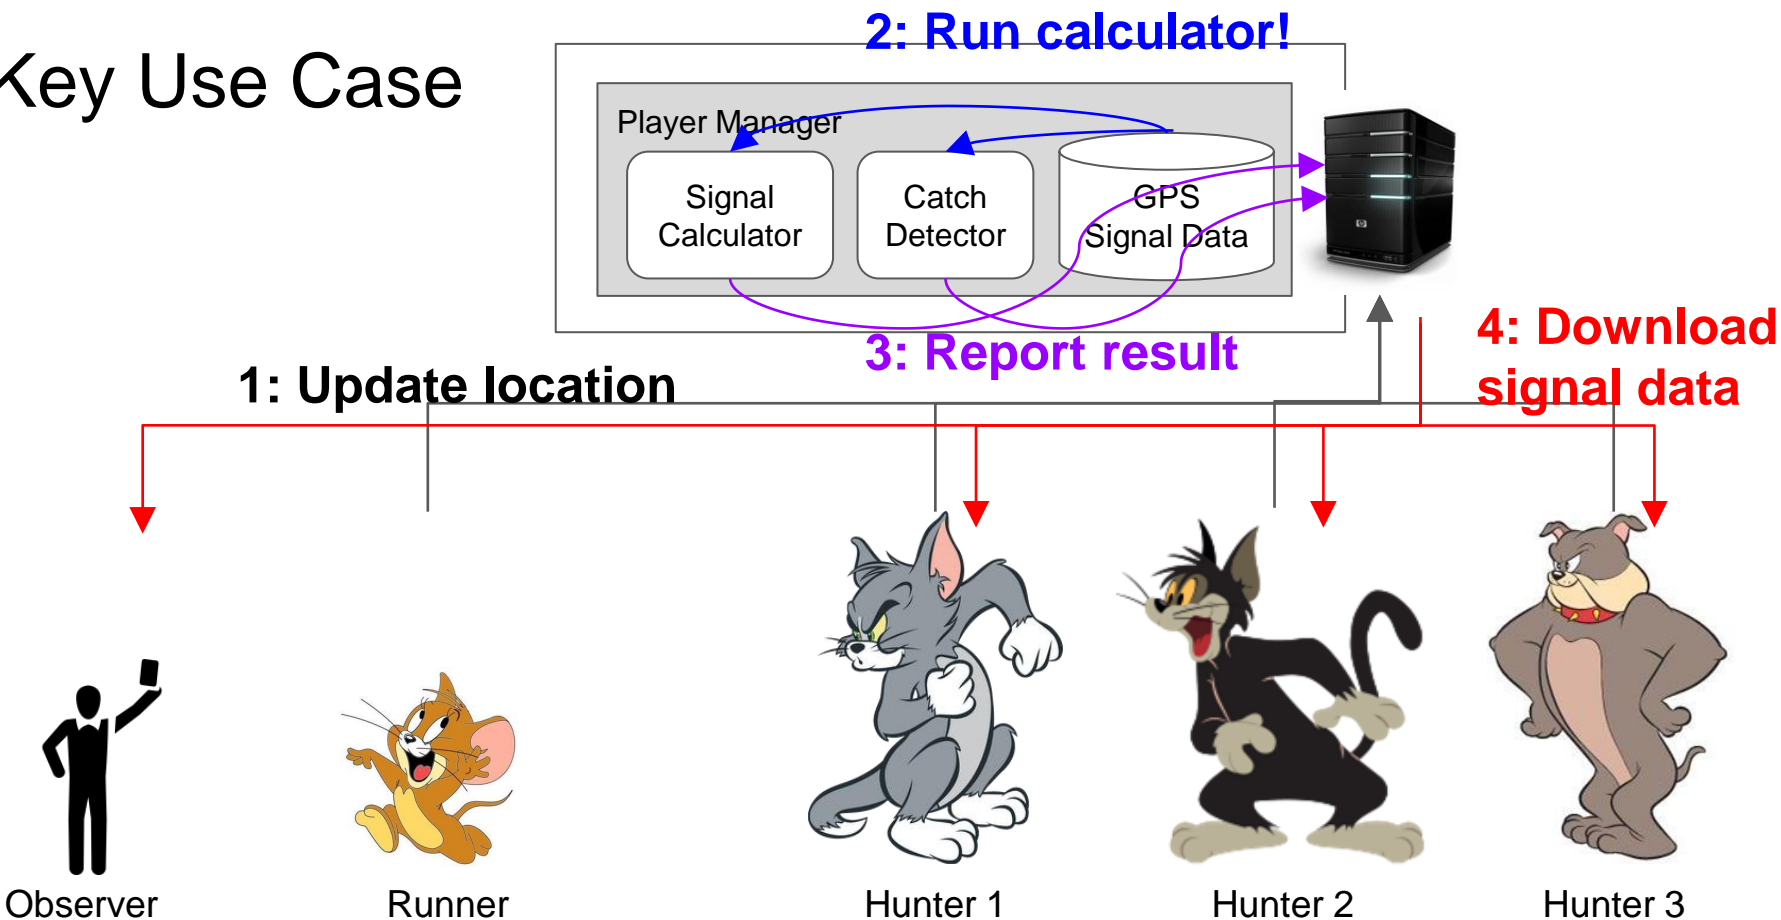 2: Run calculator!
Key Use Case
Player Manager
Signal
Calculator
Catch
Detector
GPS
Signal Data
3: Report result
4: Download
signal data
1: Update location
Observer
Runner
Hunter 1
Hunter 2
Hunter 3